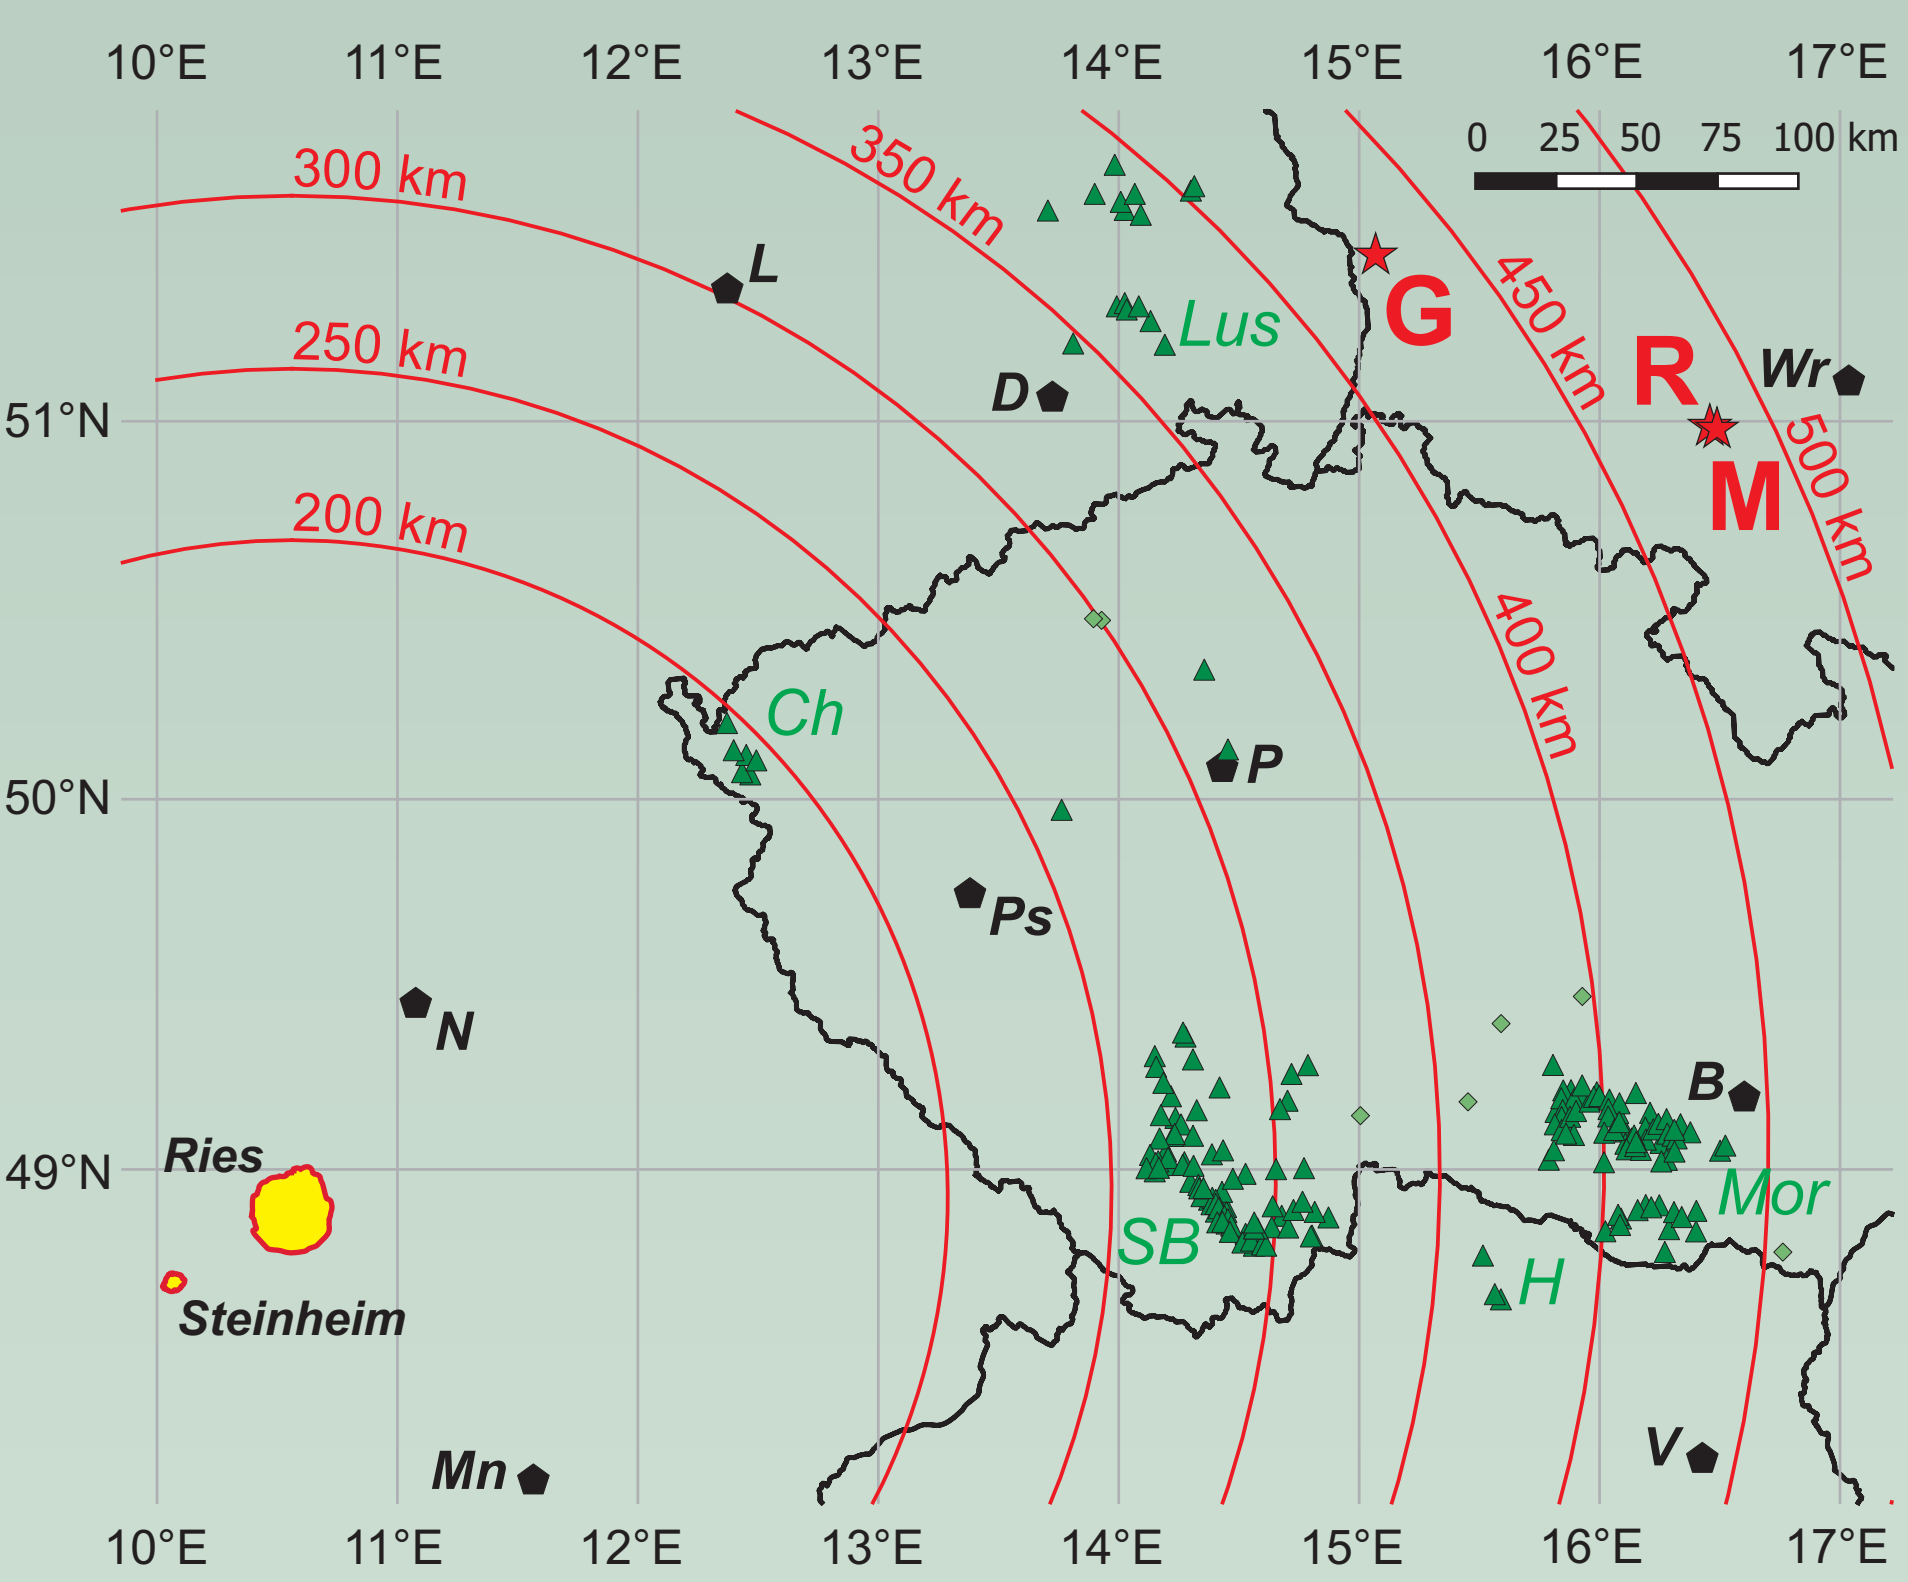 10°E 11°E 12°E 13°E 14°E 15°E 16°E 17°E
0 25 50 75 100 km
300 km
350 km
L
G
Lus
450 km
250 km
R
Wr
D
51°N
M
500 km
200 km
400 km
Ch
P
50°N
Ps
N
B
Ries
49°N
Mor
SB
H
Steinheim
V
Mn
10°E 11°E 12°E 13°E 14°E 15°E 16°E 17°E